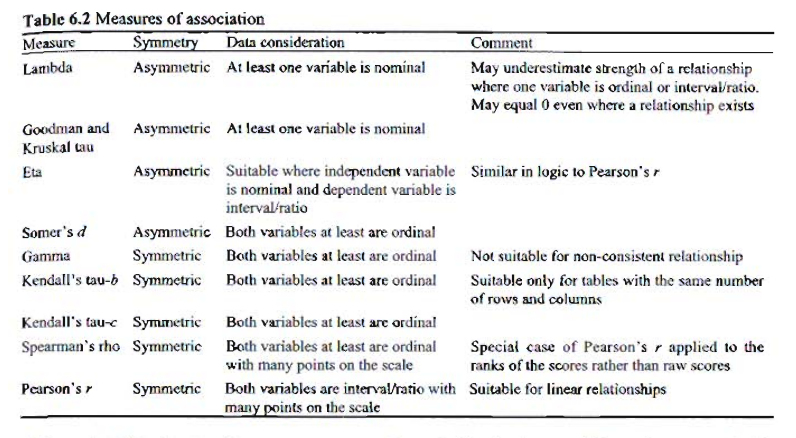 Table 6.2 Measures of association
Measure Symmetry Data consideration Comment
Lambda Asymmetric At least one variable is nominal May underestimate strength of a relationship
where one variable is ordinal or interval/ratio.
May equal 0 even where a relationship exists
Goodman and Asymmetric At least one variable is nominal
Kruskal tau
Eta Asymmetric Suitable where independent variable Similar in logic to Pearson's r
is nominal and dependent variable is
interval/ratio
Somer's d Asymmetric Both variables at least are ordinal
Gamma Symmetric Both variables at least are ordinal Not suitable for non-consistent relationship
Kendall's tau-b Symmetric Both variables at least are ordinal Suitable only for tables with the same number
of rows and columns
Kendall's tau-c Symmetric Both variables at least are ordinal
Spearman's rho Symmetric Both variables at least are ordinal Special case of Pearson's r applied to the
with many points on the scale ranks of the scores rather than raw scores
Pearson's r Symmetric Both variables are interval/ratio with Suitable for linear relationships
many points on the scale